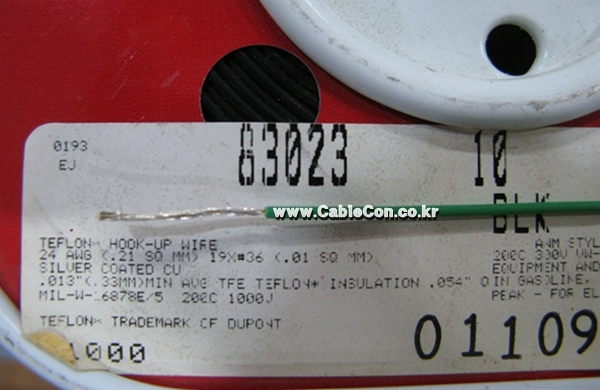 0193
EJ
83023 10
BLK
www.CableCon.co.kr
TEFLON* HOOK-UP WIRE
24 AWG (.21 SQ MM) 19X#36 (.01 SQ MM)
SILVER COATED CU
.013"(.33MM)MIN AVG TFE TEFLON* INSULATION .054" O
MIL-W-16878E/5 200C 1000V
TEFLON* TRADEMARK OF DUPONT
1000
AWM STYL
200C 300V VW-
EQUIPMENT AND
IN GASOLINE,
PEAK - FOR EL
01109